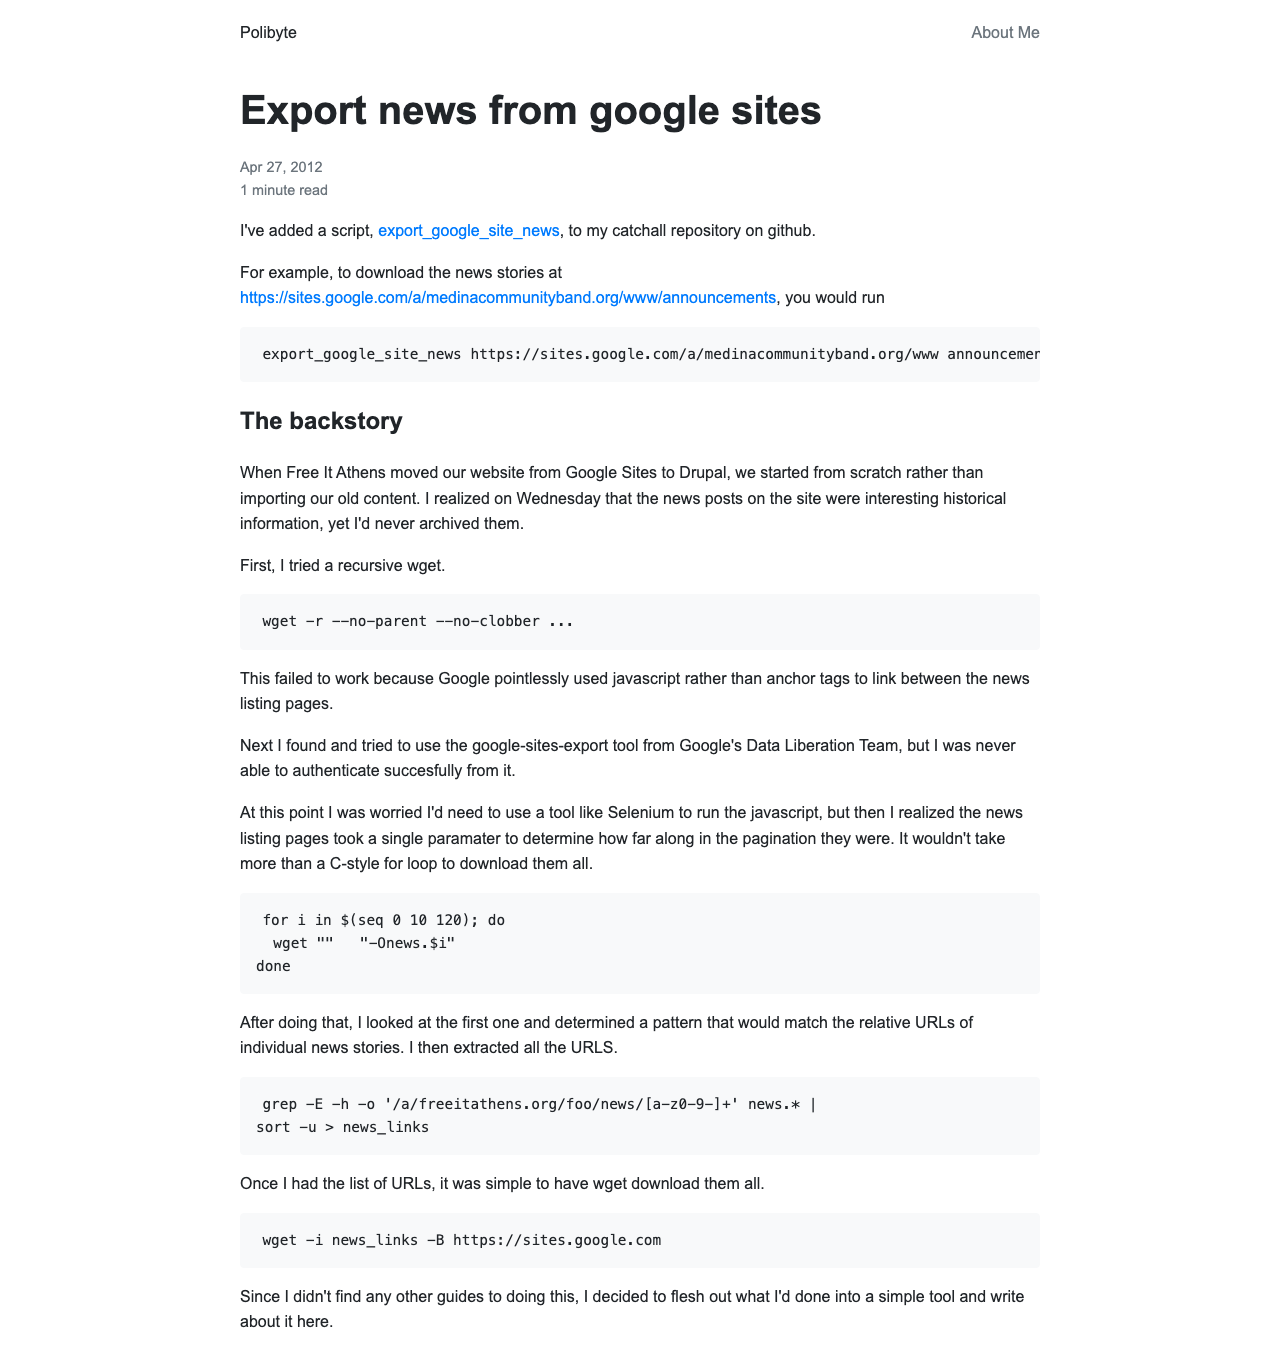 Polibyte
About Me
Export news from google sites
Apr 27, 2012
1 minute read
I've added a script, export_google_site_news, to my catchall repository on github.
For example, to download the news stories at
https://sites.google.com/a/medinacommunityband.org/www/announcements, you would run
export_google_site_news https://sites.google.com/a/medinacommunityband.org/www
The backstory
When Free It Athens moved our website from Google Sites to Drupal, we started from scratch rather than
importing our old content. I realized on Wednesday that the news posts on the site were interesting historical
information, yet I'd never archived them.
First, I tried a recursive wget.
wget -r --no-parent --no-clobber ...
This failed to work because Google pointlessly used javascript rather than anchor tags to link between the news
listing pages.
Next I found and tried to use the google-sites-export tool from Google's Data Liberation Team, but I was never
able to authenticate succesfully from it.
At this point I was worried I'd need to use a tool like Selenium to run the javascript, but then I realized the news
listing pages took a single paramater to determine how far along in the pagination they were. It wouldn't take
more than a C-style for loop to download them all.
for i in $(seq 0 10 120); do
  wget ""   "-Onews.$i"
done
After doing that, I looked at the first one and determined a pattern that would match the relative URLs of
individual news stories. I then extracted all the URLS.
grep -E -h -o '/a/freeitathens.org/foo/news/[a-z0-9-]+' news.* |
sort -u > news_links
Once I had the list of URLs, it was simple to have wget download them all.
wget -i news_links -B https://sites.google.com
Since I didn't find any other guides to doing this, I decided to flesh out what I'd done into a simple tool and write
about it here.